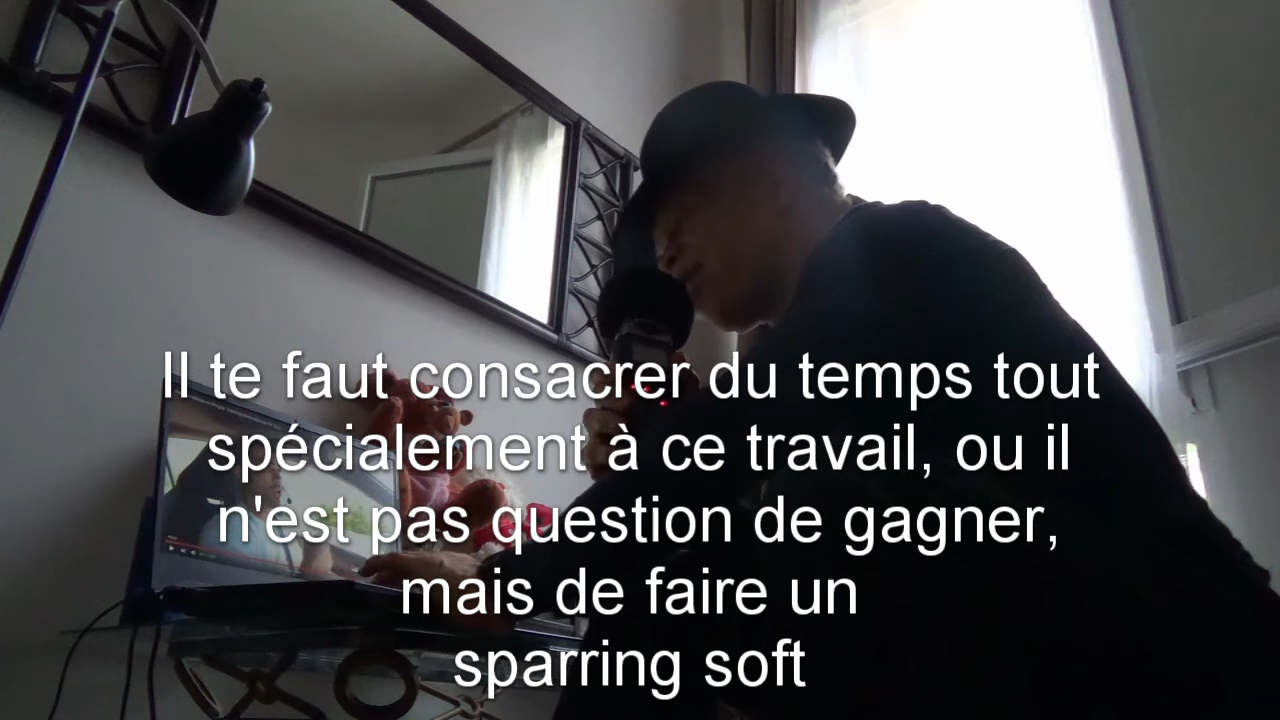 Il te faut consacrer du temps tout
spécialement à ce travail, ou il
n'est pas question de gagner,
mais de faire un
sparring soft